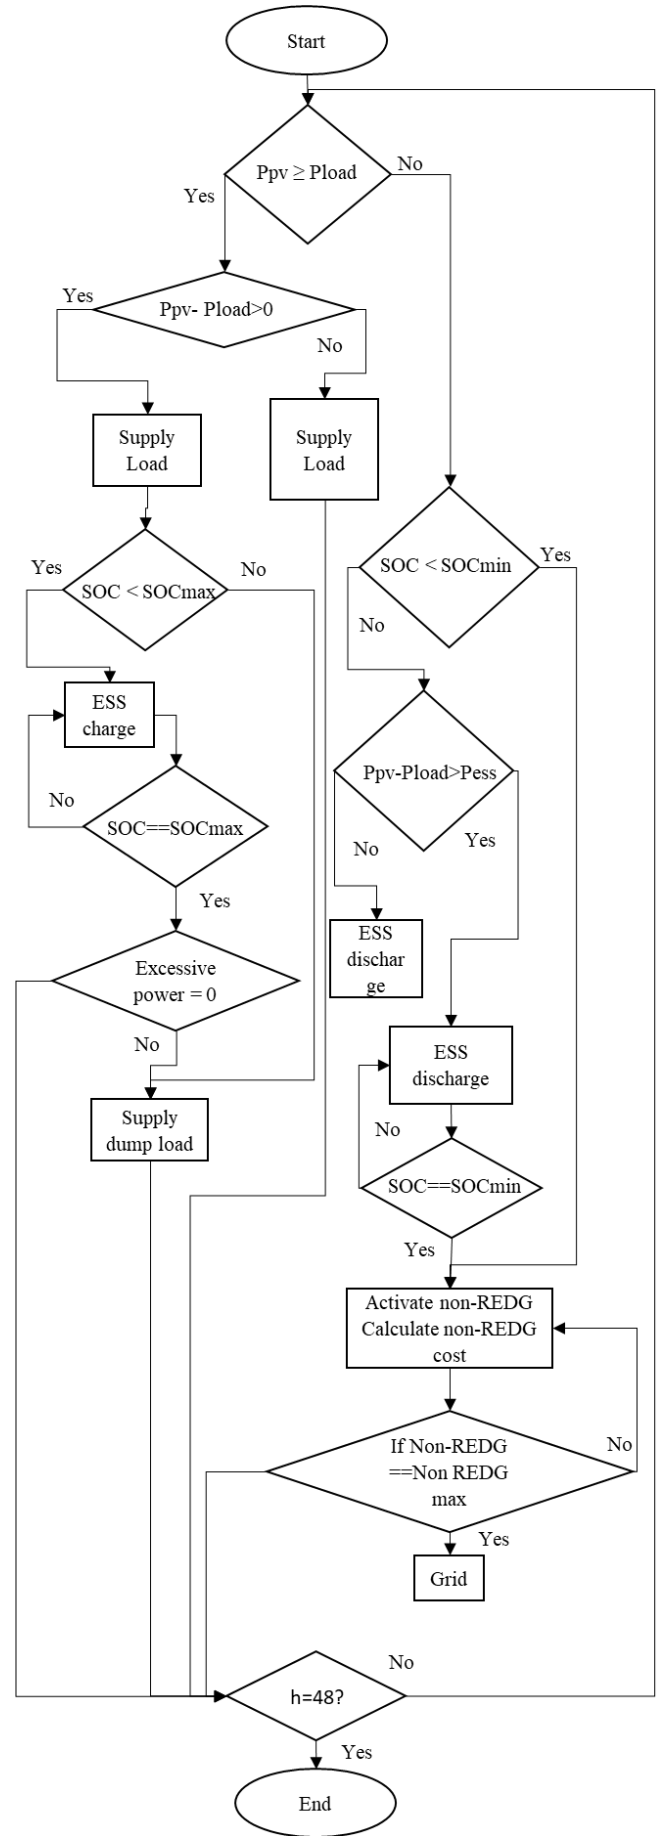 Start
Ppv ≥ Pload
No
Yes
Yes
Ppv- Pload>0
No
Supply
Load
Supply
Load
Yes
SOC < SOCmax
No
SOC < SOCmin
Yes
No
ESS
charge
Ppv-Pload>Pess
No
SOC==SOCmax
Yes
No
Yes
ESS
dischar
ge
Excessive
power = 0
No
ESS
discharge
Supply
dump load
No
SOC==SOCmin
Yes
Activate non-REDG
Calculate non-REDG
cost
If Non-REDG
==Non REDG
max
No
Yes
Grid
No
h=48?
Yes
End